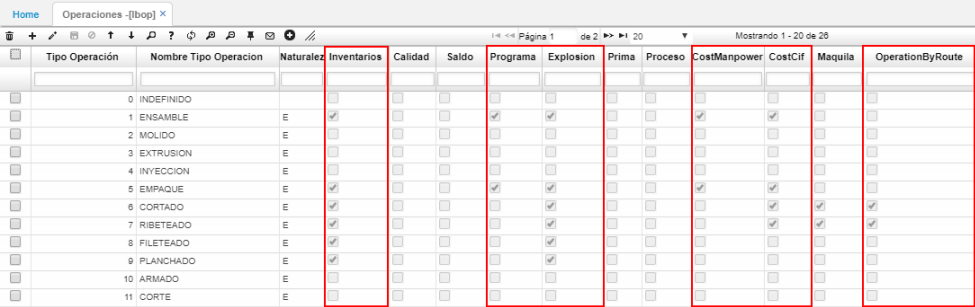 Home Operaciones -[Ibop] ×
Página 1 de 2 20 Mostrando 1 - 20 de 26
Tipo Operación Nombre Tipo Operacion Naturalez Inventarios Calidad Saldo Programa Explosion Prima Proceso CostManpower CostCif Maquila OperationByRoute
0 INDEFINIDO
1 ENSAMBLE E
2 MOLIDO E
3 EXTRUSION E
4 INYECCION E
5 EMPAQUE E
6 CORTADO E
7 RIBETEADO E
8 FILETEADO E
9 PLANCHADO E
10 ARMADO E
11 CORTE E